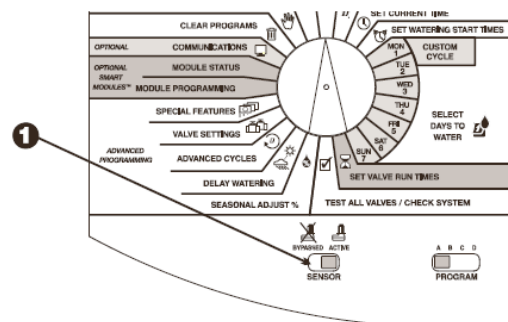 SET CURRENT TIME
CLEAR PROGRAMS
SET WATERING START TIMES
OPTIONAL
COMMUNICATIONS
MON
1
CUSTOM
CYCLE
OPTIONAL
SMART
MODULES™
MODULE STATUS
TUE
2
MODULE PROGRAMMING
WED
3
SPECIAL FEATURES
THU
4
VALVE SETTINGS
FRI
5
SELECT
DAYS TO
WATER
1
ADVANCED
PROGRAMMING
ADVANCED CYCLES
SAT
6
SUN
7
DELAY WATERING
SET VALVE RUN TIMES
SEASONAL ADJUST %
TEST ALL VALVES / CHECK SYSTEM
BYPASSED ACTIVE
A B C D
SENSOR
PROGRAM